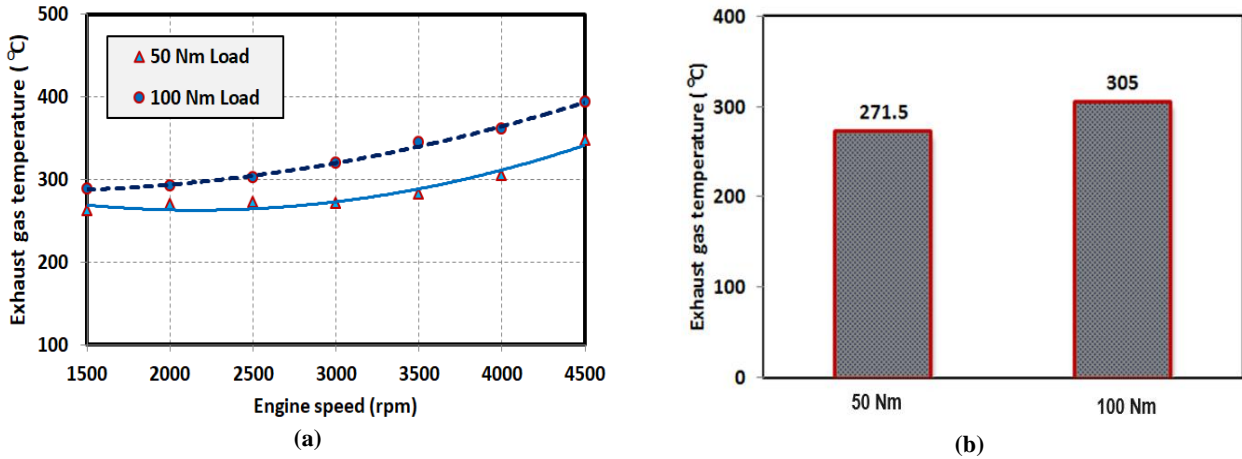 Exhaust gas temperature ( ℃)
500
400
300
200
100
50 Nm Load
100 Nm Load
1500 2000 2500 3000 3500 4000 4500
Engine speed (rpm)
(a)
Exhaust gas temperature ( ℃)
400
300
200
100
0
271.5
305
50 Nm 100 Nm
(b)